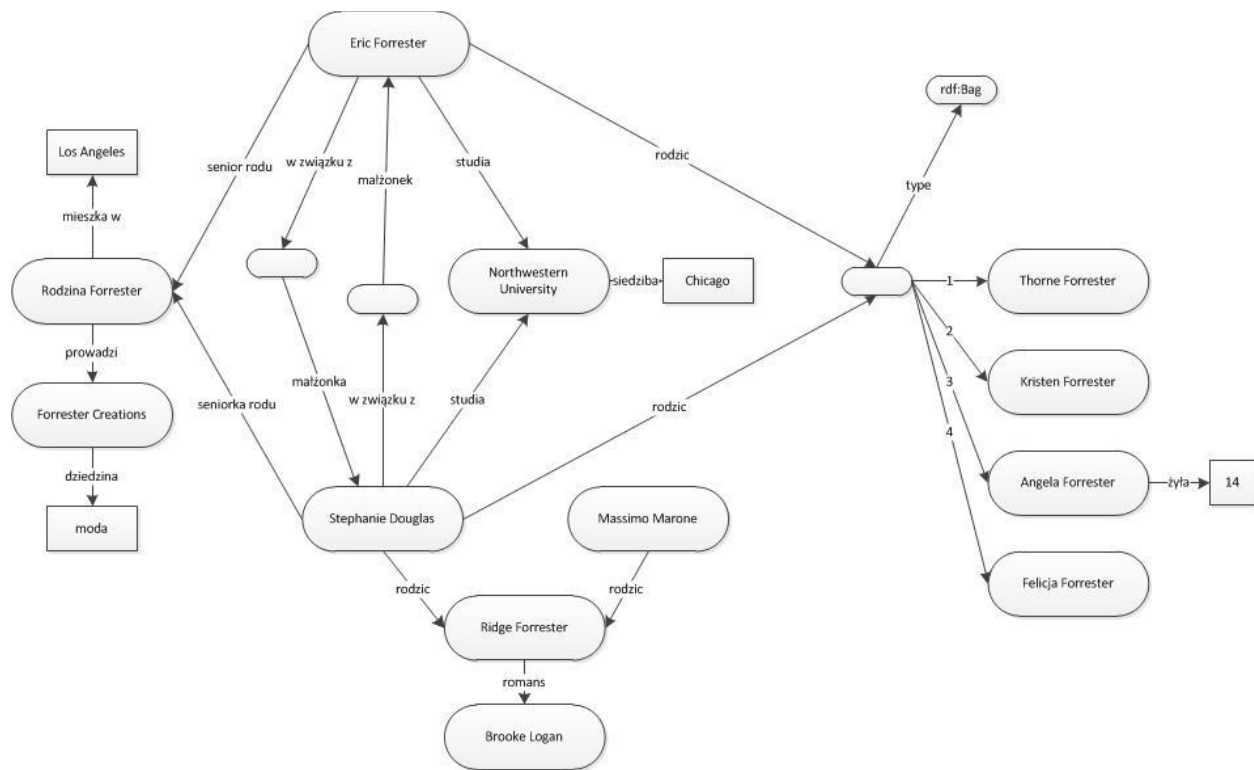 Eric Forrester
rdf:Bag
Los Angeles
senior rodu
w związku z
małżonek
studia
rodzic
type
mieszka w
Rodzina Forrester
Northwestern
University
siedziba
Chicago
1
Thorne Forrester
2
Kristen Forrester
prowadzi
małżonka
3
Forrester Creations
seniorka rodu
w związku z
studia
rodzic
4
dziedzina
Angela Forrester
żyła
14
moda
Stephanie Douglas
Massimo Marone
Felicja Forrester
rodzic
rodzic
Ridge Forrester
romans
Brooke Logan